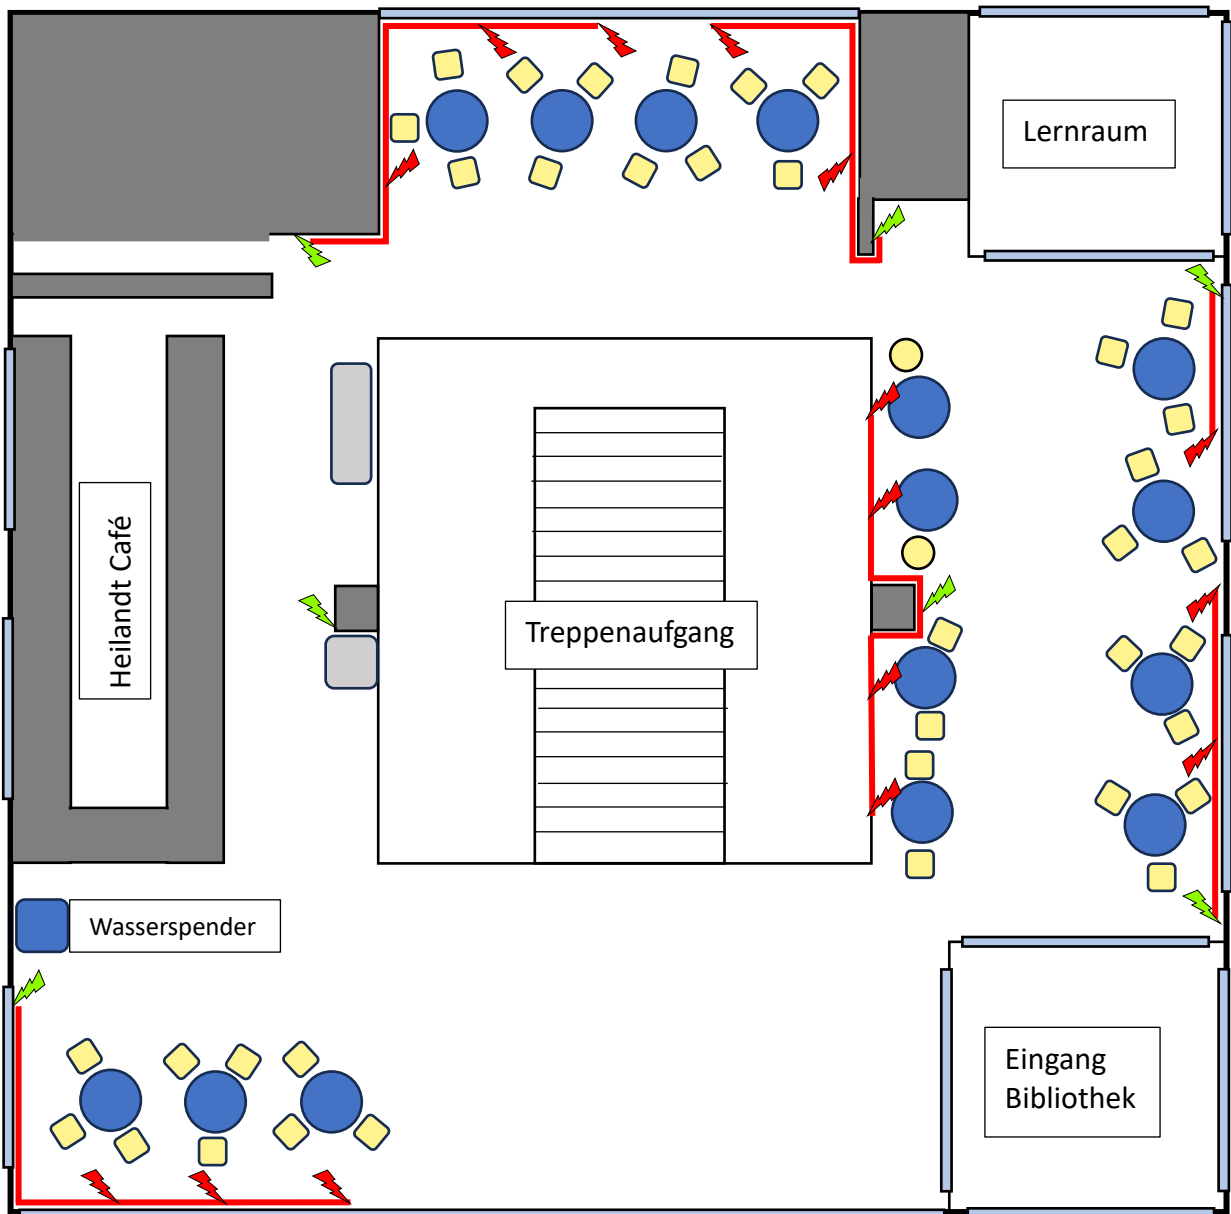 Lernraum
Heilandt Café
Treppenaufgang
Wasserspender
Eingang
Bibliothek